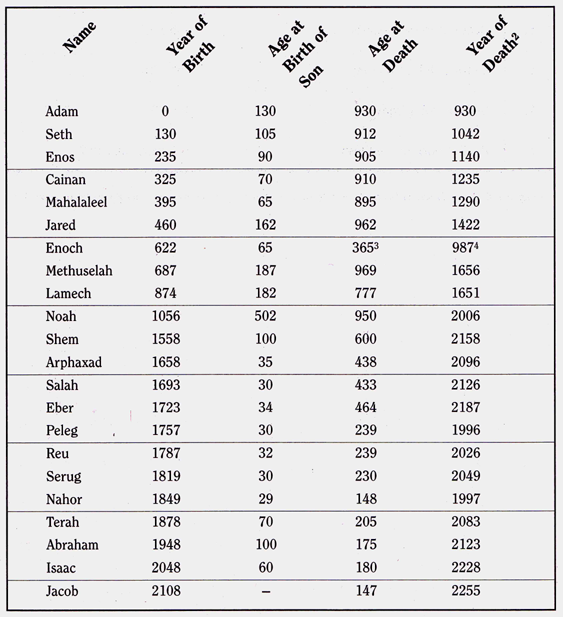 Name Year of Birth Age at Birth of Son Age at Death Year of Death²
Adam 0 130 930 930
Seth 130 105 912 1042
Enos 235 90 905 1140
Cainan 325 70 910 1235
Mahalaleel 395 65 895 1290
Jared 460 162 962 1422
Enoch 622 65 365³ 987⁴
Methuselah 687 187 969 1656
Lamech 874 182 777 1651
Noah 1056 502 950 2006
Shem 1558 100 600 2158
Arphaxad 1658 35 438 2096
Salah 1693 30 433 2126
Eber 1723 34 464 2187
Peleg 1757 30 239 1996
Reu 1787 32 239 2026
Serug 1819 30 230 2049
Nahor 1849 29 148 1997
Terah 1878 70 205 2083
Abraham 1948 100 175 2123
Isaac 2048 60 180 2228
Jacob 2108 – 147 2255